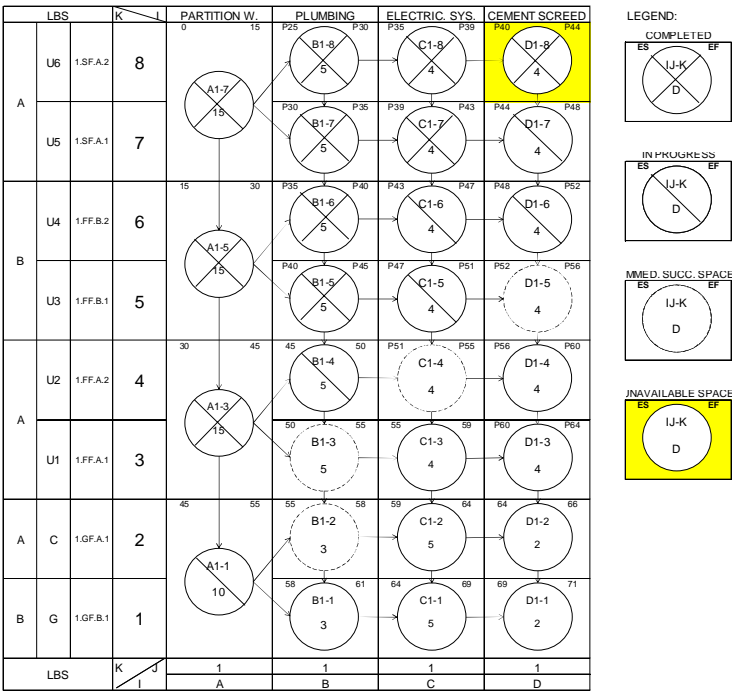 LBS K I PARTITION W. PLUMBING ELECTRIC. SYS. CEMENT SCREED
0 15 P25 P30 P35 P39 P40 P44
A U6 1.SF.A.2 8 B1-8 5 C1-8 4 D1-8 4
A1-7 15
P30 P35 P39 P43 P44 P48
U5 1.SF.A.1 7 B1-7 5 C1-7 4 D1-7 4
15 30 P35 P40 P43 P47 P48 P52
B U4 1.FF.B.2 6 B1-6 5 C1-6 4 D1-6 4
A1-5 15
P40 P45 P47 P51 P52 P56
U3 1.FF.B.1 5 B1-5 5 C1-5 4 D1-5 4
30 45 45 50 P51 P55 P56 P60
A U2 1.FF.A.2 4 B1-4 5 C1-4 4 D1-4 4
A1-3 15
50 55 55 59 P60 P64
U1 1.FF.A.1 3 B1-3 5 C1-3 4 D1-3 4
45 55 55 58 59 64 64 66
A C 1.GF.A.1 2 B1-2 3 C1-2 5 D1-2 2
A1-1 10
58 61 64 69 69 71
B G 1.GF.B.1 1 B1-1 3 C1-1 5 D1-1 2
LBS K J I 1 1 1 1
A B C D
LEGEND:
COMPLETED
ES EF
IJ-K
D
IN PROGRESS
ES EF
IJ-K
D
MMED. SUCC. SPACE
ES EF
IJ-K
D
UNAVAILABLE SPACE
ES EF
IJ-K
D